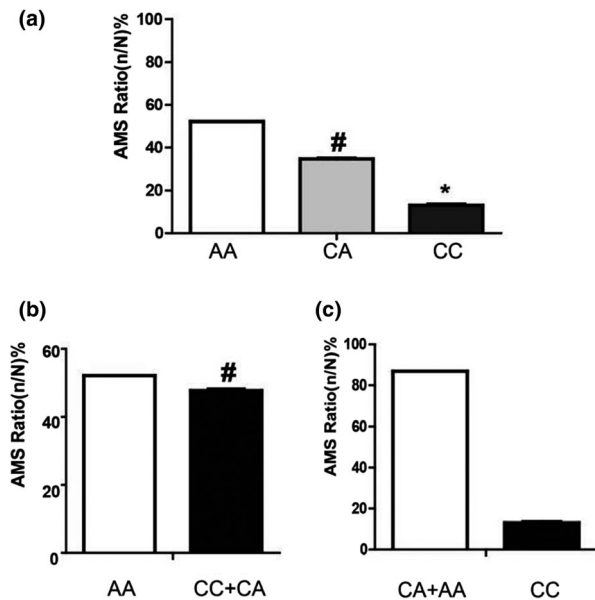 (a)
AMS Ratio(n/N)%
100
80
60
40
20
0
#
*
AA CA CC
(b)
AMS Ratio(n/N)%
60
40
20
0
#
AA CC+CA
(c)
AMS Ratio(n/N)%
100
80
60
40
20
0
CA+AA CC